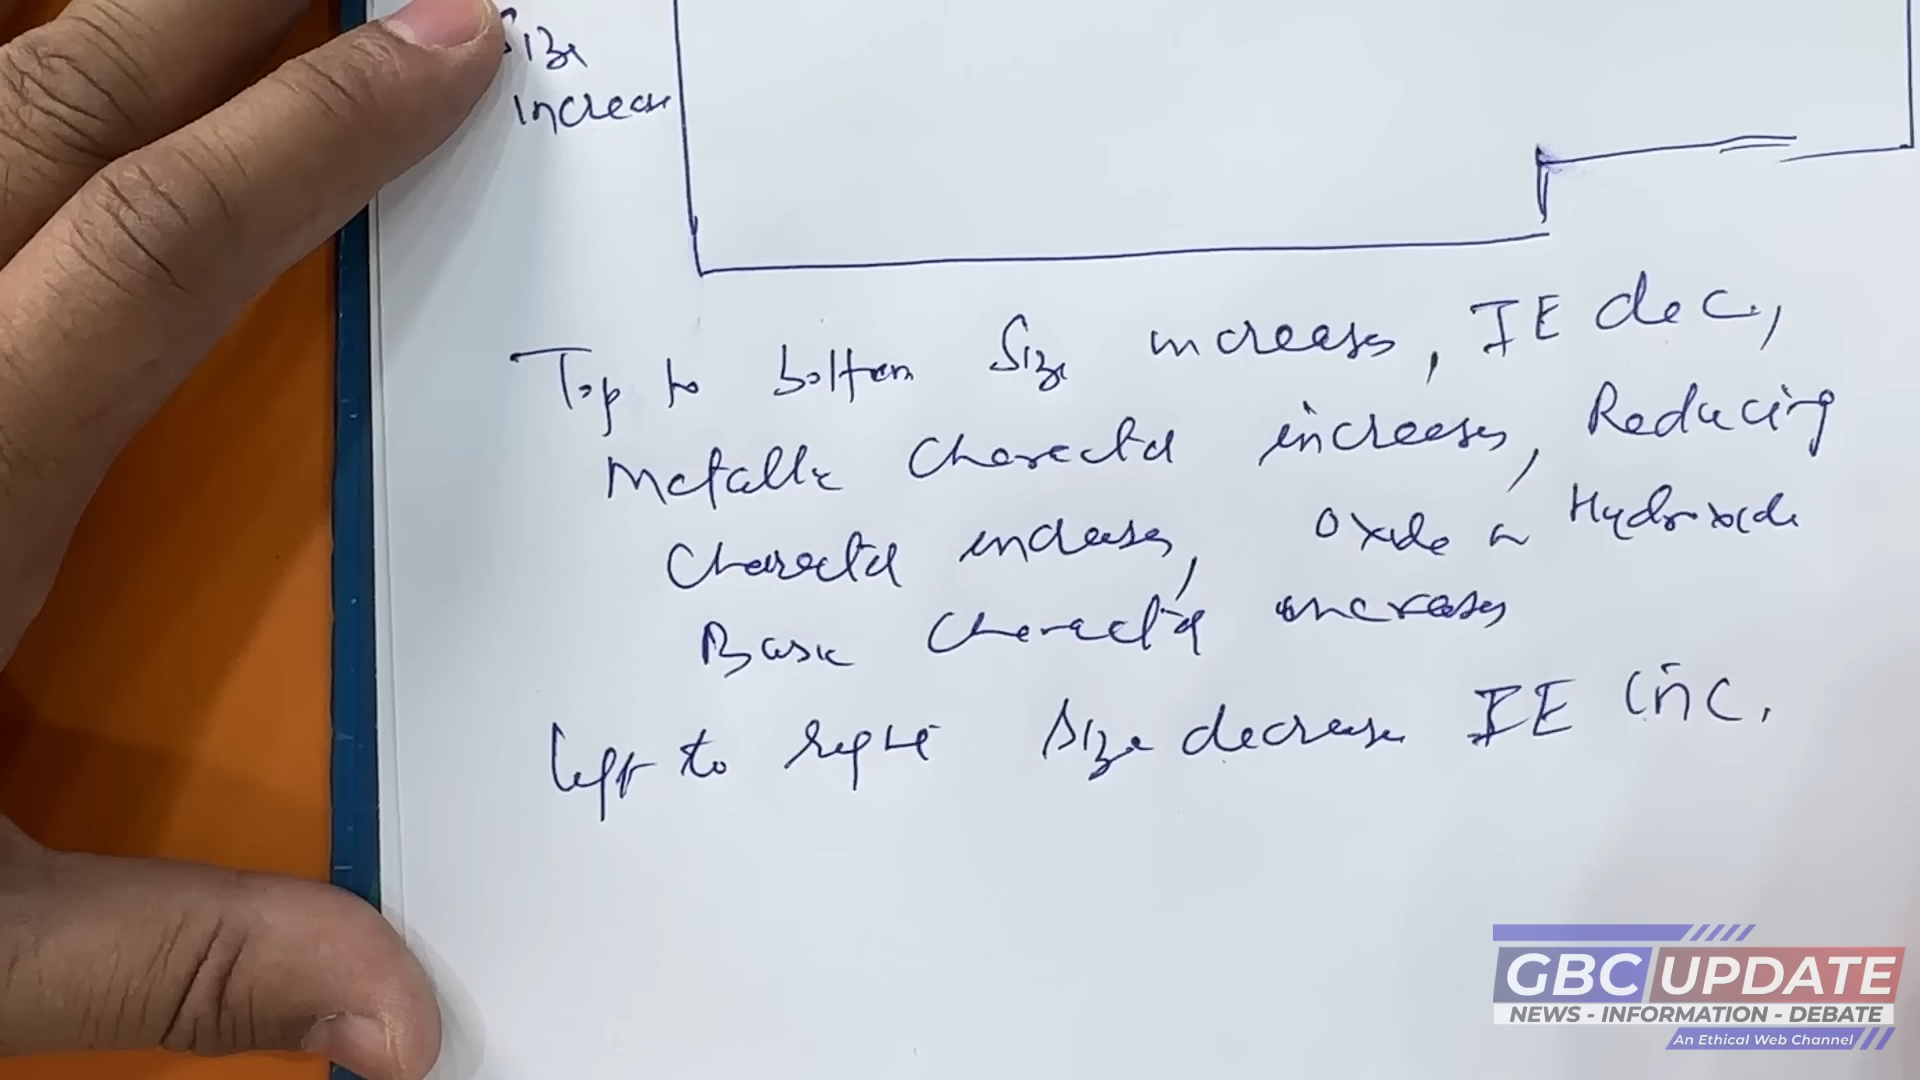 Size
increase
Top to bottom Size increases, IE dec.,
Metallic Character increases, Reducing
Character increases, Oxide or Hydroxide
Basic Character increases
left to right Size decrease IE inc.
GBC UPDATE
NEWS - INFORMATION - DEBATE
An Ethical Web Channel